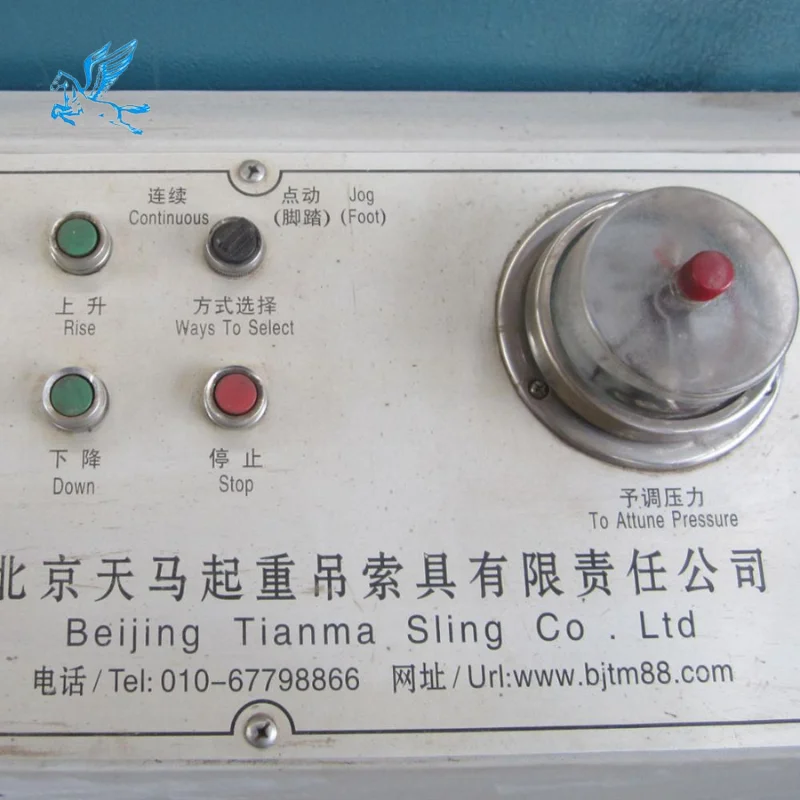 连续 点动 Jog
Continuous (脚踏) (Foot)
上升 方式选择
Rise Ways To Select
下降 停止
Down Stop
予调压力
To Attune Pressure
北京天马起重吊索具有限责任公司
Beijing Tianma Sling Co . Ltd
电话/Tel: 010-67798866 网址/Url:www.bjtm88.com